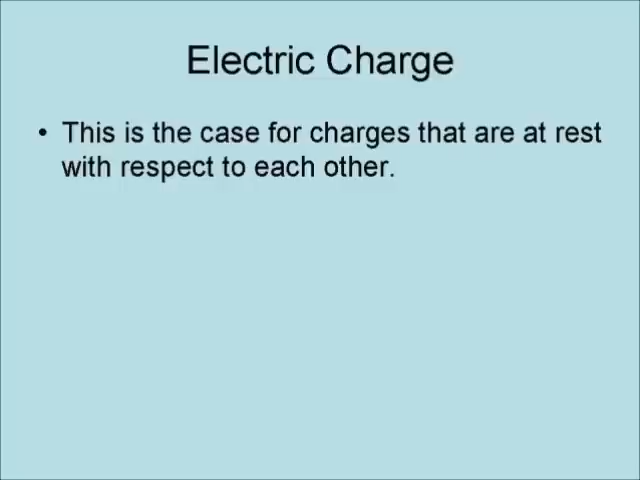 Electric Charge
• This is the case for charges that are at rest
with respect to each other.